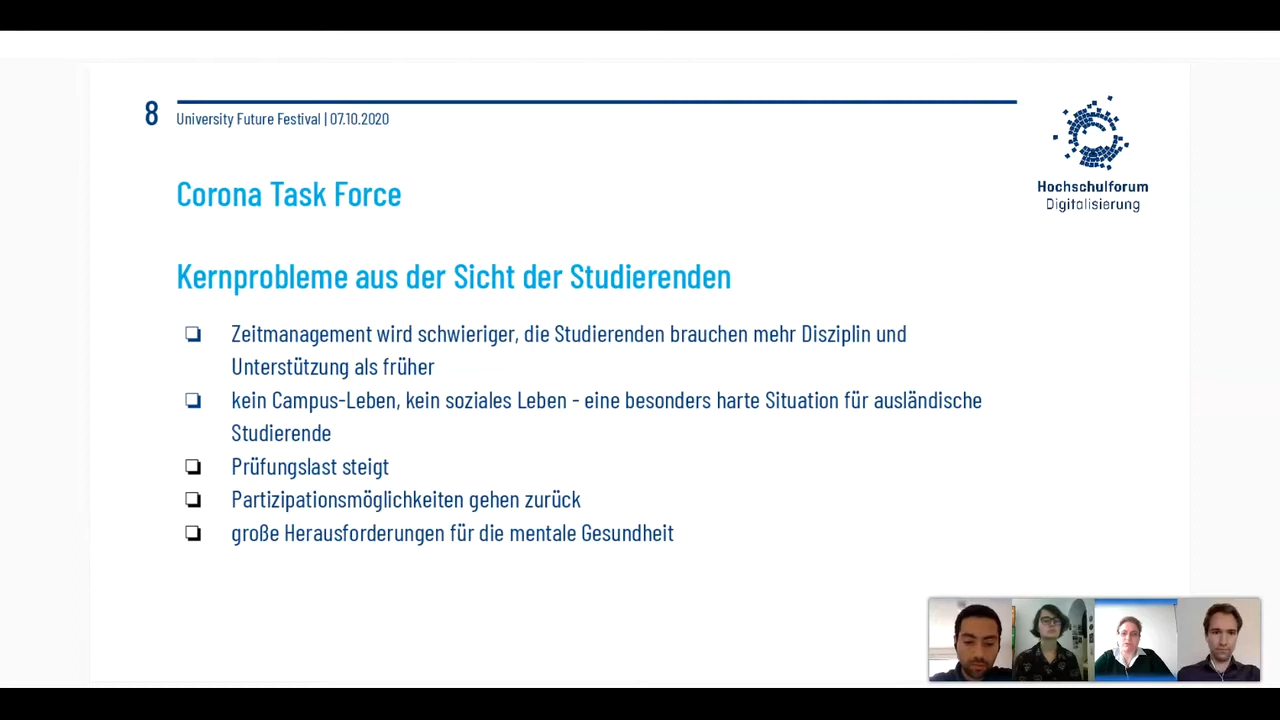 8
University Future Festival | 07.10.2020
Hochschulforum
Digitalisierung
Corona Task Force
Kernprobleme aus der Sicht der Studierenden
❏ Zeitmanagement wird schwieriger, die Studierenden brauchen mehr Disziplin und
Unterstützung als früher
❏ kein Campus-Leben, kein soziales Leben - eine besonders harte Situation für ausländische
Studierende
❏ Prüfungslast steigt
❏ Partizipationsmöglichkeiten gehen zurück
❏ große Herausforderungen für die mentale Gesundheit